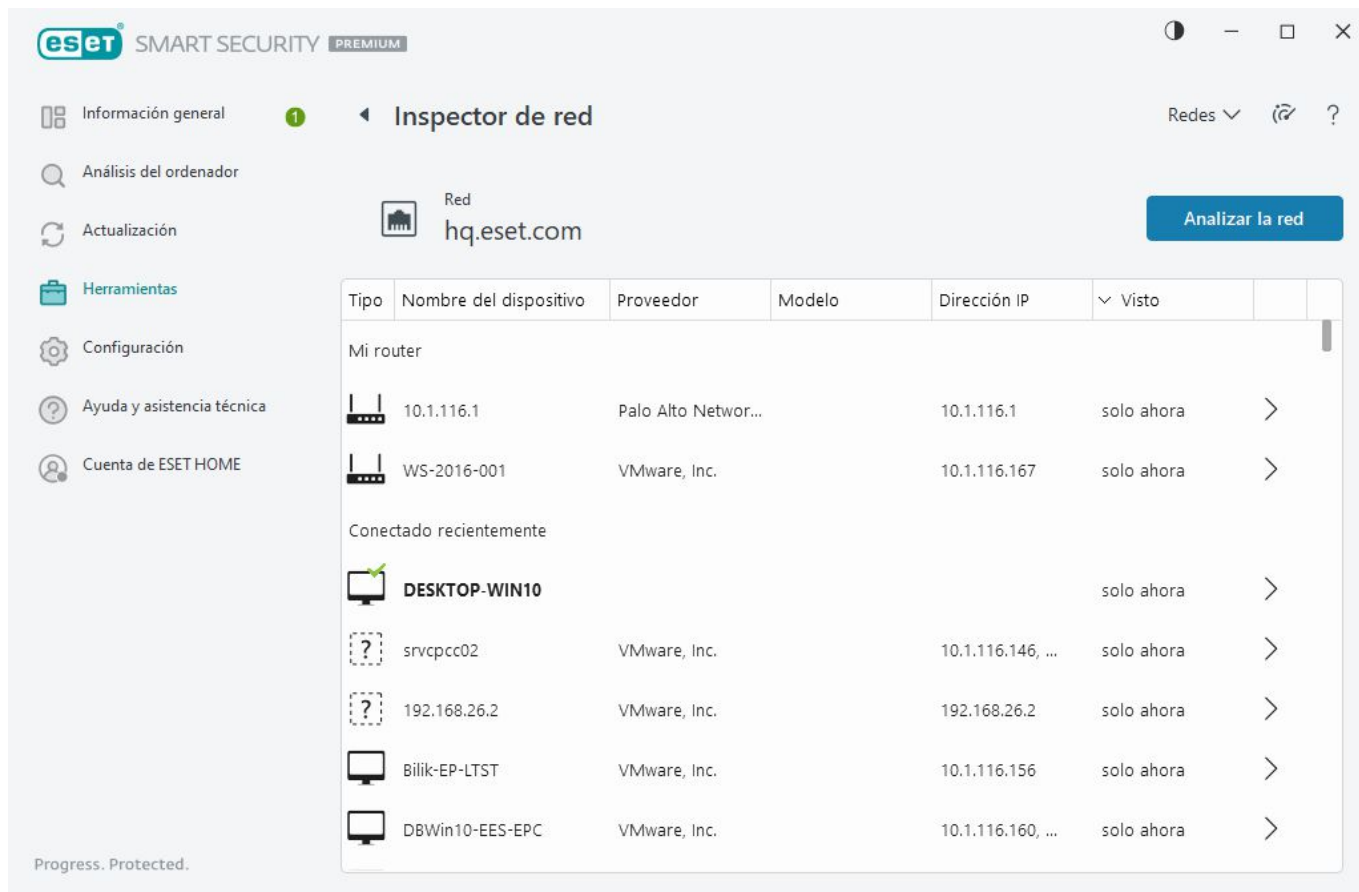 eset® SMART SECURITY PREMIUM
Información general 1
Análisis del ordenador
Actualización
Herramientas
Configuración
Ayuda y asistencia técnica
Cuenta de ESET HOME
Progress. Protected.
Inspector de red
Redes ?
Red
hq.eset.com
Analizar la red
Tipo Nombre del dispositivo Proveedor Modelo Dirección IP Visto
Mi router
10.1.116.1 Palo Alto Networ... 10.1.116.1 solo ahora
WS-2016-001 VMware, Inc. 10.1.116.167 solo ahora
Conectado recientemente
DESKTOP-WIN10 solo ahora
? srvcpcc02 VMware, Inc. 10.1.116.146, ... solo ahora
? 192.168.26.2 VMware, Inc. 192.168.26.2 solo ahora
Bilik-EP-LTST VMware, Inc. 10.1.116.156 solo ahora
DBWin10-EES-EPC VMware, Inc. 10.1.116.160, ... solo ahora